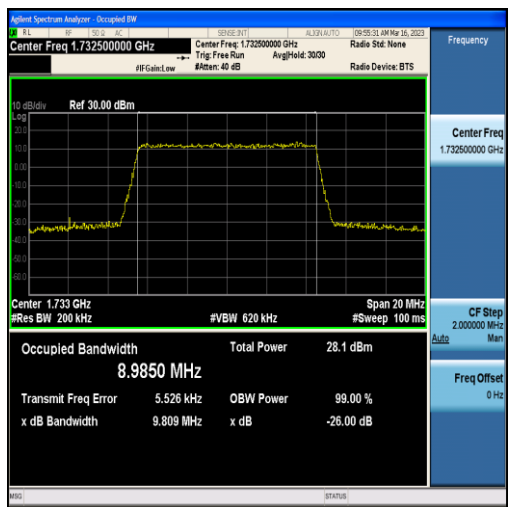 Agilent Spectrum Analyzer - Occupied BW
RL RF 50 Ω AC SENSE:INT ALIGN AUTO 09:55:31 AM Mar 16, 2023
Center Freq 1.732500000 GHz
Center Freq: 1.732500000 GHz
Radio Std: None
Trig: Free Run Avg|Hold: 30/30
#IFGain:Low #Atten: 40 dB Radio Device: BTS
Frequency
10 dB/div Ref 30.00 dBm
Log
20.0
10.0
0.00
-10.0
-20.0
-30.0
-40.0
-50.0
-60.0
Center 1.733 GHz Span 20 MHz
#Res BW 200 kHz #VBW 620 kHz #Sweep 100 ms
Center Freq
1.732500000 GHz
CF Step
2.000000 MHz
Auto Man
Freq Offset
0 Hz
Occupied Bandwidth Total Power 28.1 dBm
8.9850 MHz
Transmit Freq Error 5.526 kHz OBW Power 99.00 %
x dB Bandwidth 9.809 MHz x dB -26.00 dB
MSG STATUS